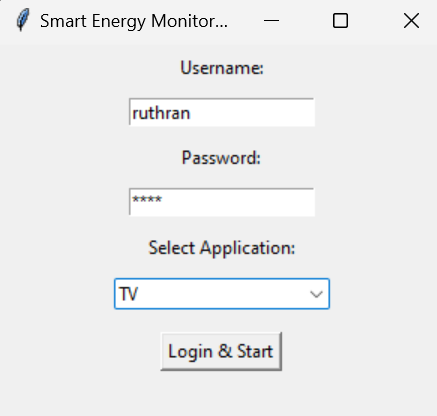 Smart Energy Monitor...
Username:
ruthran
Password:
****
Select Application:
TV
Login & Start